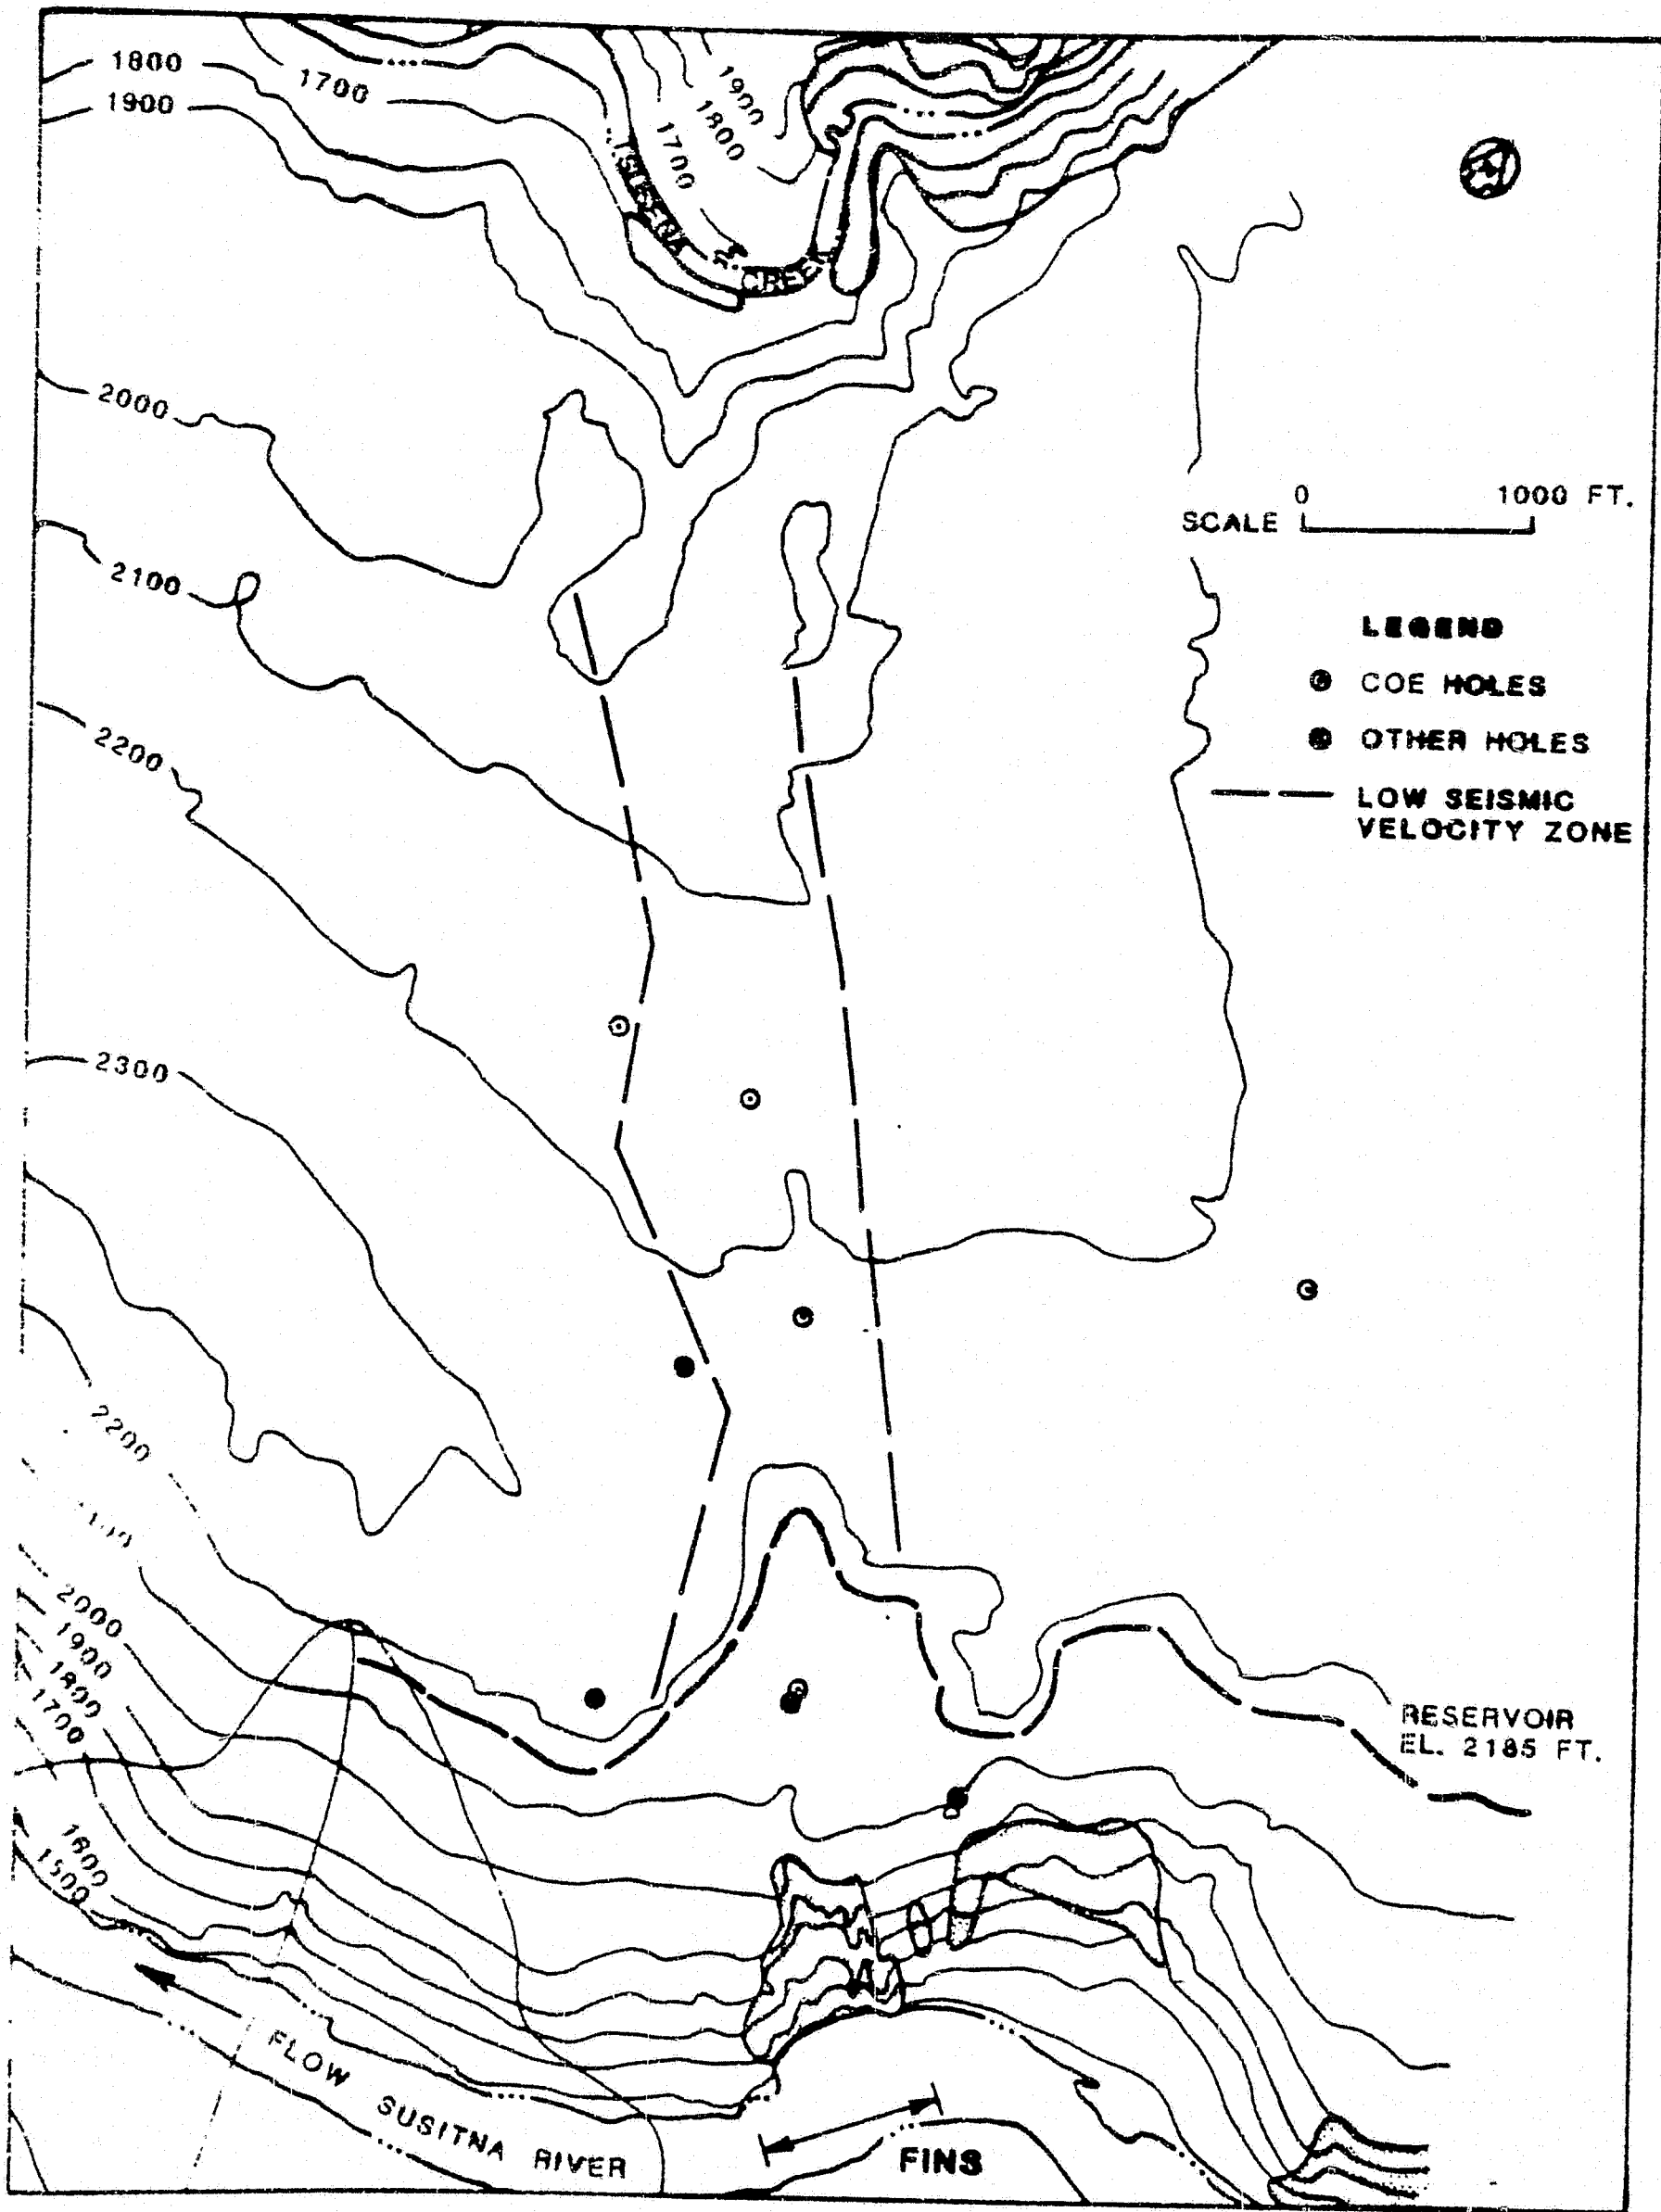 1800
1700
1900
1900
1800
1700
TSUSENA
CREEK
2000
0 1000 FT.
SCALE
2100
LEGEND
COE HOLES
OTHER HOLES
2200
LOW SEISMIC
VELOCITY ZONE
2300
2200
2000
1900
1800
1700
RESERVOIR
EL. 2185 FT.
1500
FLOW
SUSITNA RIVER
FINS